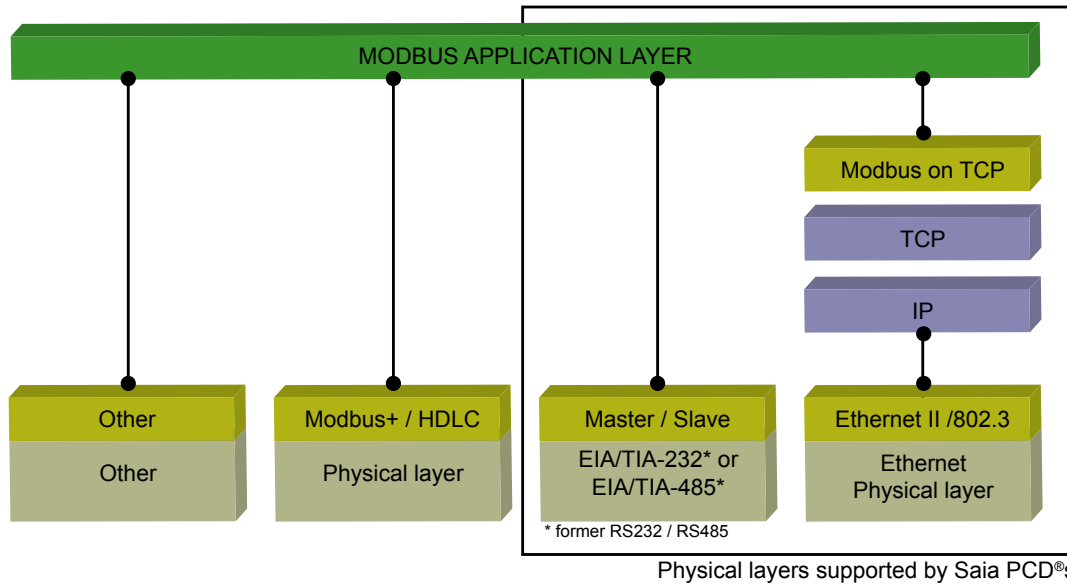 MODBUS APPLICATION LAYER
Modbus on TCP
TCP
IP
Other
Modbus+ / HDLC
Master / Slave
Ethernet II /802.3
Other
Physical layer
EIA/TIA-232* or
EIA/TIA-485*
Ethernet
Physical layer
* former RS232 / RS485
Physical layers supported by Saia PCD®s